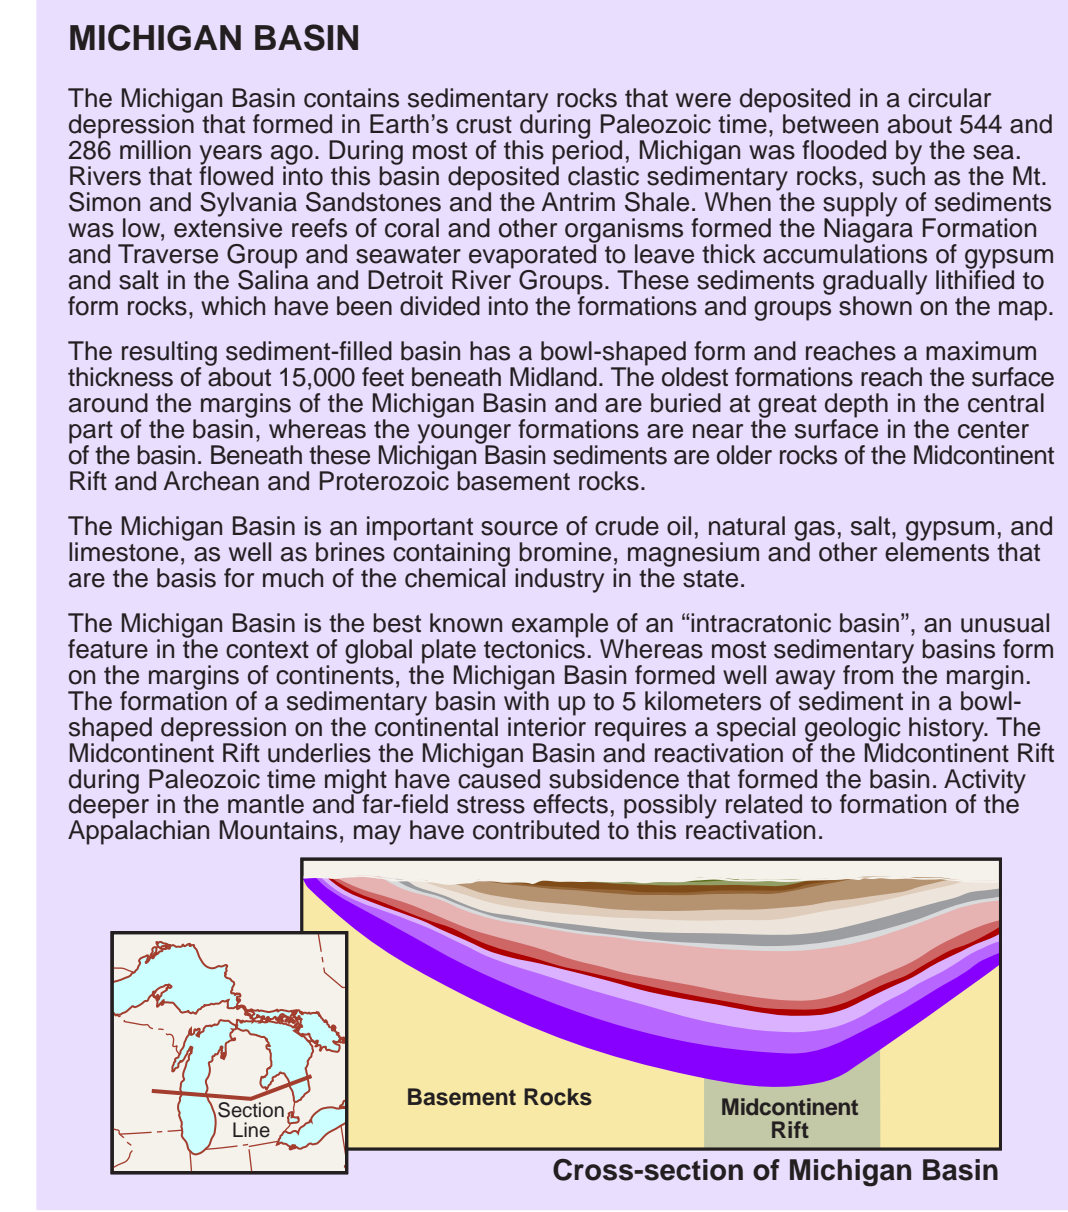 MICHIGAN BASIN
The Michigan Basin contains sedimentary rocks that were deposited in a circular
depression that formed in Earth’s crust during Paleozoic time, between about 544 and
286 million years ago. During most of this period, Michigan was flooded by the sea.
Rivers that flowed into this basin deposited clastic sedimentary rocks, such as the Mt.
Simon and Sylvania Sandstones and the Antrim Shale. When the supply of sediments
was low, extensive reefs of coral and other organisms formed the Niagara Formation
and Traverse Group and seawater evaporated to leave thick accumulations of gypsum
and salt in the Salina and Detroit River Groups. These sediments gradually lithified to
form rocks, which have been divided into the formations and groups shown on the map.
The resulting sediment-filled basin has a bowl-shaped form and reaches a maximum
thickness of about 15,000 feet beneath Midland. The oldest formations reach the surface
around the margins of the Michigan Basin and are buried at great depth in the central
part of the basin, whereas the younger formations are near the surface in the center
of the basin. Beneath these Michigan Basin sediments are older rocks of the Midcontinent
Rift and Archean and Proterozoic basement rocks.
The Michigan Basin is an important source of crude oil, natural gas, salt, gypsum, and
limestone, as well as brines containing bromine, magnesium and other elements that
are the basis for much of the chemical industry in the state.
The Michigan Basin is the best known example of an “intracratonic basin”, an unusual
feature in the context of global plate tectonics. Whereas most sedimentary basins form
on the margins of continents, the Michigan Basin formed well away from the margin.
The formation of a sedimentary basin with up to 5 kilometers of sediment in a bowl-
shaped depression on the continental interior requires a special geologic history. The
Midcontinent Rift underlies the Michigan Basin and reactivation of the Midcontinent Rift
during Paleozoic time might have caused subsidence that formed the basin. Activity
deeper in the mantle and far-field stress effects, possibly related to formation of the
Appalachian Mountains, may have contributed to this reactivation.
Section
Line
Basement Rocks
Midcontinent
Rift
Cross-section of Michigan Basin